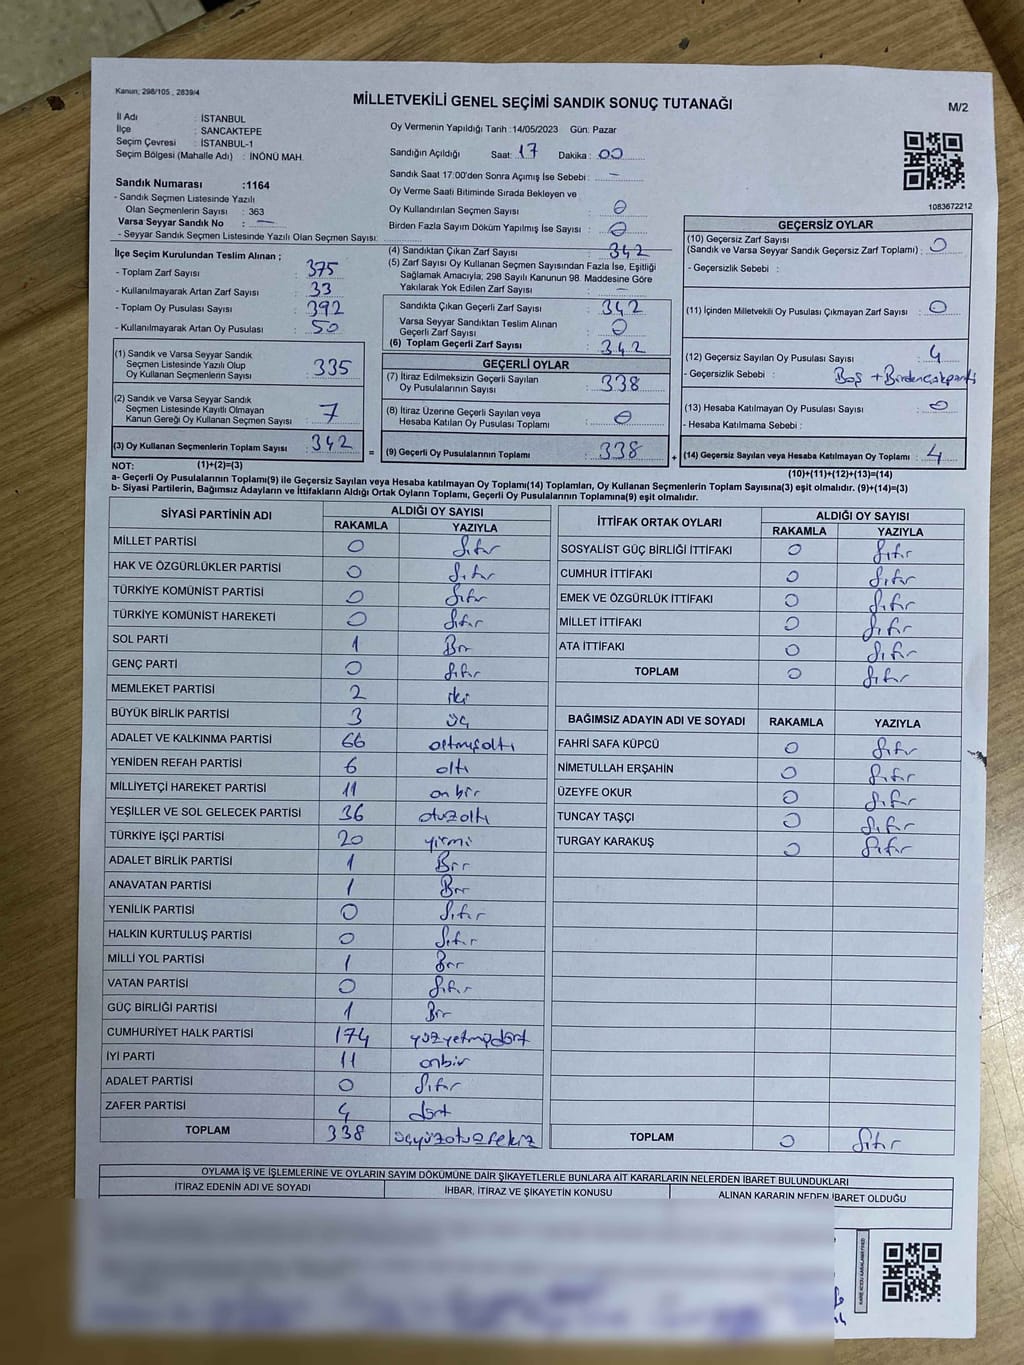 Kanun; 298/105 , 2839/4
MİLLETVEKİLİ GENEL SEÇİMİ SANDIK SONUÇ TUTANAĞI
M/2
İl Adı : İSTANBUL
İlçe : SANCAKTEPE
Seçim Çevresi : İSTANBUL-1
Seçim Bölgesi (Mahalle Adı) : İNÖNÜ MAH.
Oy Vermenin Yapıldığı Tarih :14/05/2023 Gün: Pazar
Sandığın Açıldığı Saat: 17 Dakika : 00
Sandık Saat 17:00'den Sonra Açımış İse Sebebi : -
Oy Verme Saati Bitiminde Sırada Bekleyen ve
Oy Kullandırılan Seçmen Sayısı : 0
Birden Fazla Sayım Döküm Yapılmış İse Sayısı : 0
Sandık Numarası :1164
- Sandık Seçmen Listesinde Yazılı
Olan Seçmenlerin Sayısı : 363
Varsa Seyyar Sandık No : -
- Seyyar Sandık Seçmen Listesinde Yazılı Olan Seçmen Sayısı:
1083672212
İlçe Seçim Kurulundan Teslim Alınan ;
- Toplam Zarf Sayısı : 375
- Kullanılmayarak Artan Zarf Sayısı : 33
- Toplam Oy Pusulası Sayısı : 392
- Kullanılmayarak Artan Oy Pusulası : 50
(1) Sandık ve Varsa Seyyar Sandık
Seçmen Listesinde Yazılı Olup
Oy Kullanan Seçmenlerin Sayısı : 335
(2) Sandık ve Varsa Seyyar Sandık
Seçmen Listesinde Kayıtlı Olmayan
Kanun Gereği Oy Kullanan Seçmen Sayısı : 7
(3) Oy Kullanan Seçmenlerin Toplam Sayısı : 342
(4) Sandıktan Çıkan Zarf Sayısı : 342
(5) Zarf Sayısı Oy Kullanan Seçmen Sayısından Fazla İse, Eşitliği
Sağlamak Amacıyla; 298 Sayılı Kanunun 98. Maddesine Göre
Yakılarak Yok Edilen Zarf Sayısı : -
Sandıkta Çıkan Geçerli Zarf Sayısı : 342
Varsa Seyyar Sandıktan Teslim Alınan
Geçerli Zarf Sayısı : 0
(6) Toplam Geçerli Zarf Sayısı : 342
GEÇERLİ OYLAR
(7) İtiraz Edilmeksizin Geçerli Sayılan
Oy Pusulalarının Sayısı : 338
(8) İtiraz Üzerine Geçerli Sayılan veya
Hesaba Katılan Oy Pusulası Toplamı : 0
= (9) Geçerli Oy Pusulalarının Toplamı : 338
GEÇERSİZ OYLAR
(10) Geçersiz Zarf Sayısı
(Sandık ve Varsa Seyyar Sandık Geçersiz Zarf Toplamı) : 0
- Geçersizlik Sebebi :
(11) İçinden Milletvekili Oy Pusulası Çıkmayan Zarf Sayısı : 0
(12) Geçersiz Sayılan Oy Pusulası Sayısı : 4
- Geçersizlik Sebebi : Boş + Birdençokparti
(13) Hesaba Katılmayan Oy Pusulası Sayısı : 0
- Hesaba Katılmama Sebebi :
+ (14) Geçersiz Sayılan veya Hesaba Katılmayan Oy Toplamı : 4
NOT: (1)+(2)=(3)
(10)+(11)+(12)+(13)=(14)
a- Geçerli Oy Pusulalarının Toplamı(9) ile Geçersiz Sayılan veya Hesaba Katılmayan Oy Toplamı(14) Toplamları, Oy Kullanan Seçmenlerin Toplam Sayısına(3) eşit olmalıdır. (9)+(14)=(3)
b- Siyasi Partilerin, Bağımsız Adayların ve İttifakların Aldığı Ortak Oyların Toplamı, Geçerli Oy Pusulalarının Toplamına(9) eşit olmalıdır.
SİYASİ PARTİNİN ADI ALDIĞI OY SAYISI
RAKAMLA YAZIYLA
MİLLET PARTİSİ 0 Sıfır
HAK VE ÖZGÜRLÜKLER PARTİSİ 0 Sıfır
TÜRKİYE KOMÜNİST PARTİSİ 0 Sıfır
TÜRKİYE KOMÜNİST HAREKETİ 0 Sıfır
SOL PARTİ 1 Bir
GENÇ PARTİ 0 Sıfır
MEMLEKET PARTİSİ 2 iki
BÜYÜK BİRLİK PARTİSİ 3 üç
ADALET VE KALKINMA PARTİSİ 66 altmışaltı
YENİDEN REFAH PARTİSİ 6 altı
MİLLİYETÇİ HAREKET PARTİSİ 11 onbir
YEŞİLLER VE SOL GELECEK PARTİSİ 36 otuzaltı
TÜRKİYE İŞÇİ PARTİSİ 20 yirmi
ADALET BİRLİK PARTİSİ 1 Bir
ANAVATAN PARTİSİ 1 Bir
YENİLİK PARTİSİ 0 Sıfır
HALKIN KURTULUŞ PARTİSİ 0 Sıfır
MİLLİ YOL PARTİSİ 1 Bir
VATAN PARTİSİ 0 Sıfır
GÜÇ BİRLİĞİ PARTİSİ 1 Bir
CUMHURİYET HALK PARTİSİ 174 yüzyetmişdört
İYİ PARTİ 11 onbir
ADALET PARTİSİ 0 Sıfır
ZAFER PARTİSİ 4 dört
TOPLAM 338 üçyüzotuzsekiz
İTTİFAK ORTAK OYLARI ALDIĞI OY SAYISI
RAKAMLA YAZIYLA
SOSYALİST GÜÇ BİRLİĞİ İTTİFAKI 0 Sıfır
CUMHUR İTTİFAKI 0 Sıfır
EMEK VE ÖZGÜRLÜK İTTİFAKI 0 Sıfır
MİLLET İTTİFAKI 0 Sıfır
ATA İTTİFAKI 0 Sıfır
TOPLAM 0 Sıfır
BAĞIMSIZ ADAYIN ADI VE SOYADI RAKAMLA YAZIYLA
FAHRİ SAFA KÜPCÜ 0 Sıfır
NİMETULLAH ERŞAHİN 0 Sıfır
ÜZEYFE OKUR 0 Sıfır
TUNCAY TAŞÇI 0 Sıfır
TURGAY KARAKUŞ 0 Sıfır
TOPLAM 0 Sıfır
OYLAMA İŞ VE İŞLEMLERİNE VE OYLARIN SAYIM DÖKÜMÜNE DAİR ŞİKAYETLERLE BUNLARA AİT KARARLARIN NELERDEN İBARET BULUNDUKLARI
İTİRAZ EDENİN ADI VE SOYADI İHBAR, İTİRAZ VE ŞİKAYETİN KONUSU ALINAN KARARIN NEDEN İBARET OLDUĞU